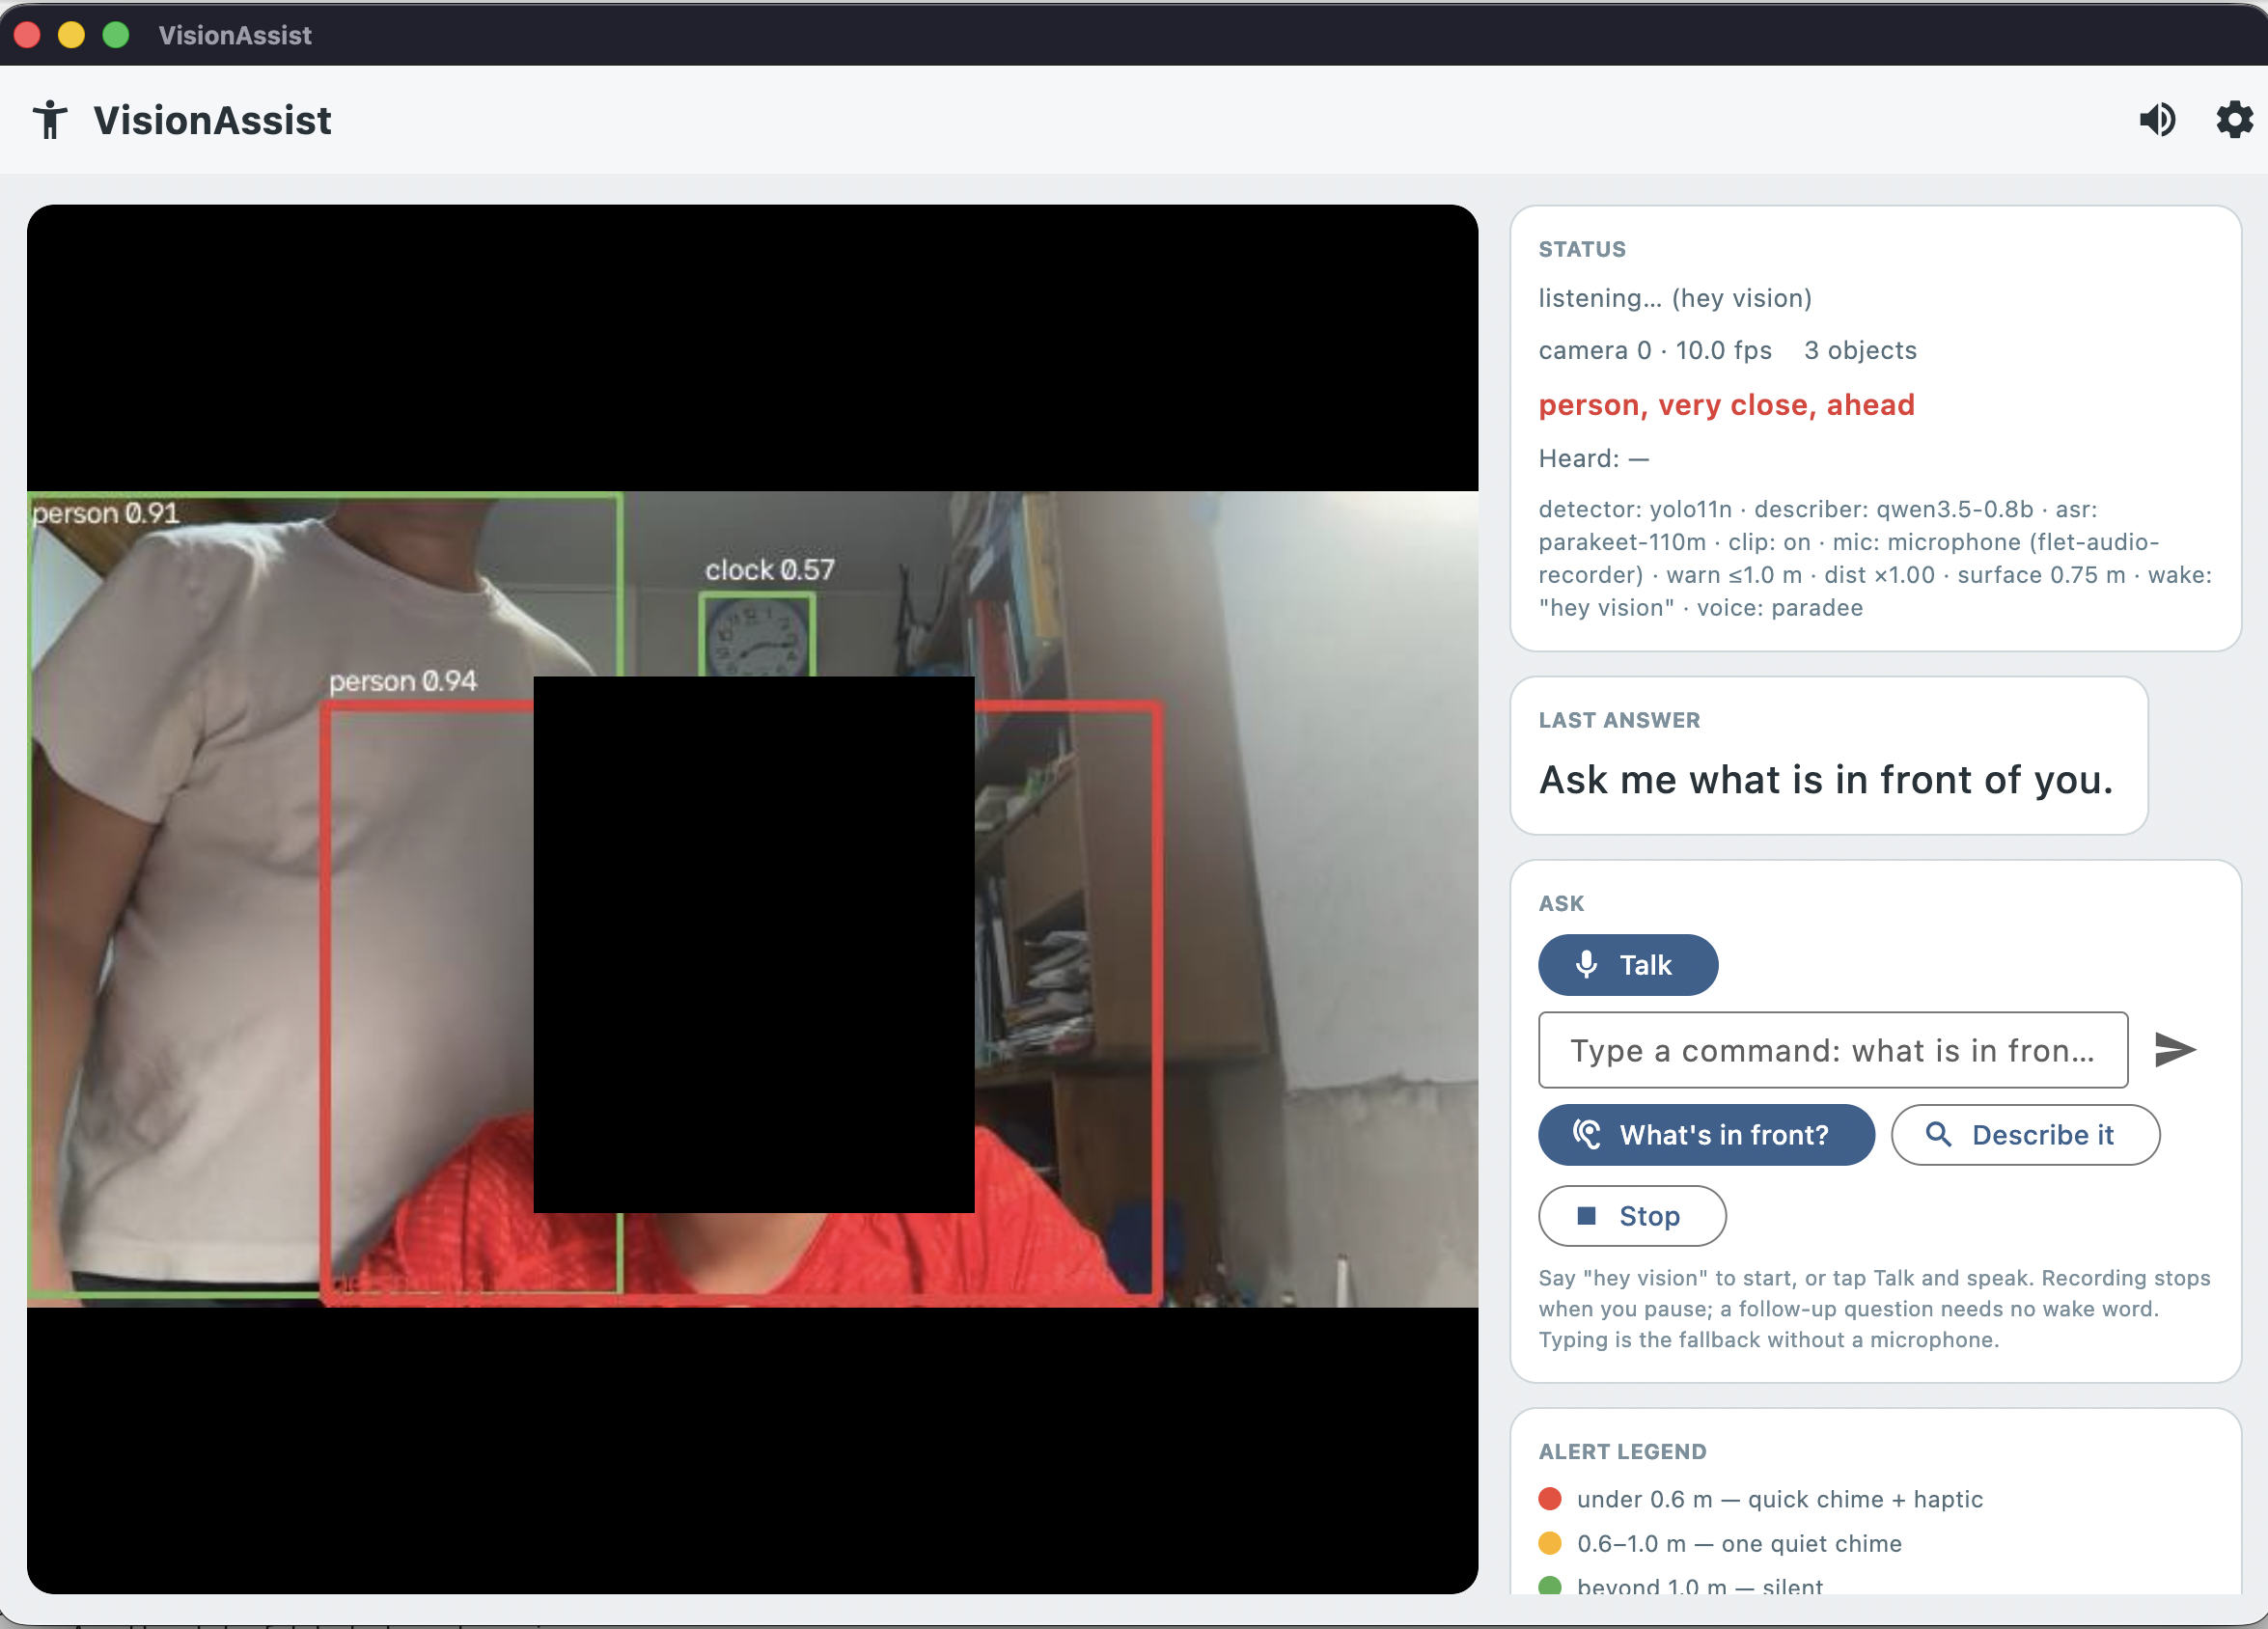 VisionAssist
VisionAssist
person 0.91
clock 0.57
person 0.94
STATUS
listening... (hey vision)
camera 0 · 10.0 fps 3 objects
person, very close, ahead
Heard: —
detector: yolo11n · describer: qwen3.5-0.8b · asr:
parakeet-110m · clip: on · mic: microphone (flet-audio-
recorder) · warn ≤1.0 m · dist ×1.00 · surface 0.75 m · wake:
"hey vision" · voice: paradee
LAST ANSWER
Ask me what is in front of you.
ASK
Talk
Type a command: what is in fron...
What's in front?
Describe it
Stop
Say "hey vision" to start, or tap Talk and speak. Recording stops
when you pause; a follow-up question needs no wake word.
Typing is the fallback without a microphone.
ALERT LEGEND
under 0.6 m — quick chime + haptic
0.6–1.0 m — one quiet chime
beyond 1.0 m — silent